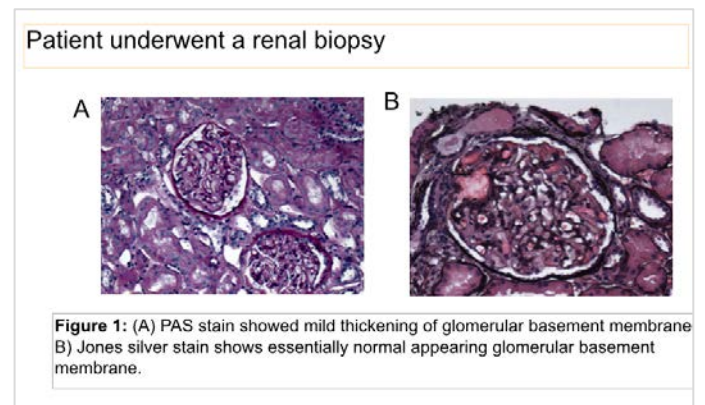 Patient underwent a renal biopsy
A
B
Figure 1: (A) PAS stain showed mild thickening of glomerular basement membrane
B) Jones silver stain shows essentially normal appearing glomerular basement
membrane.